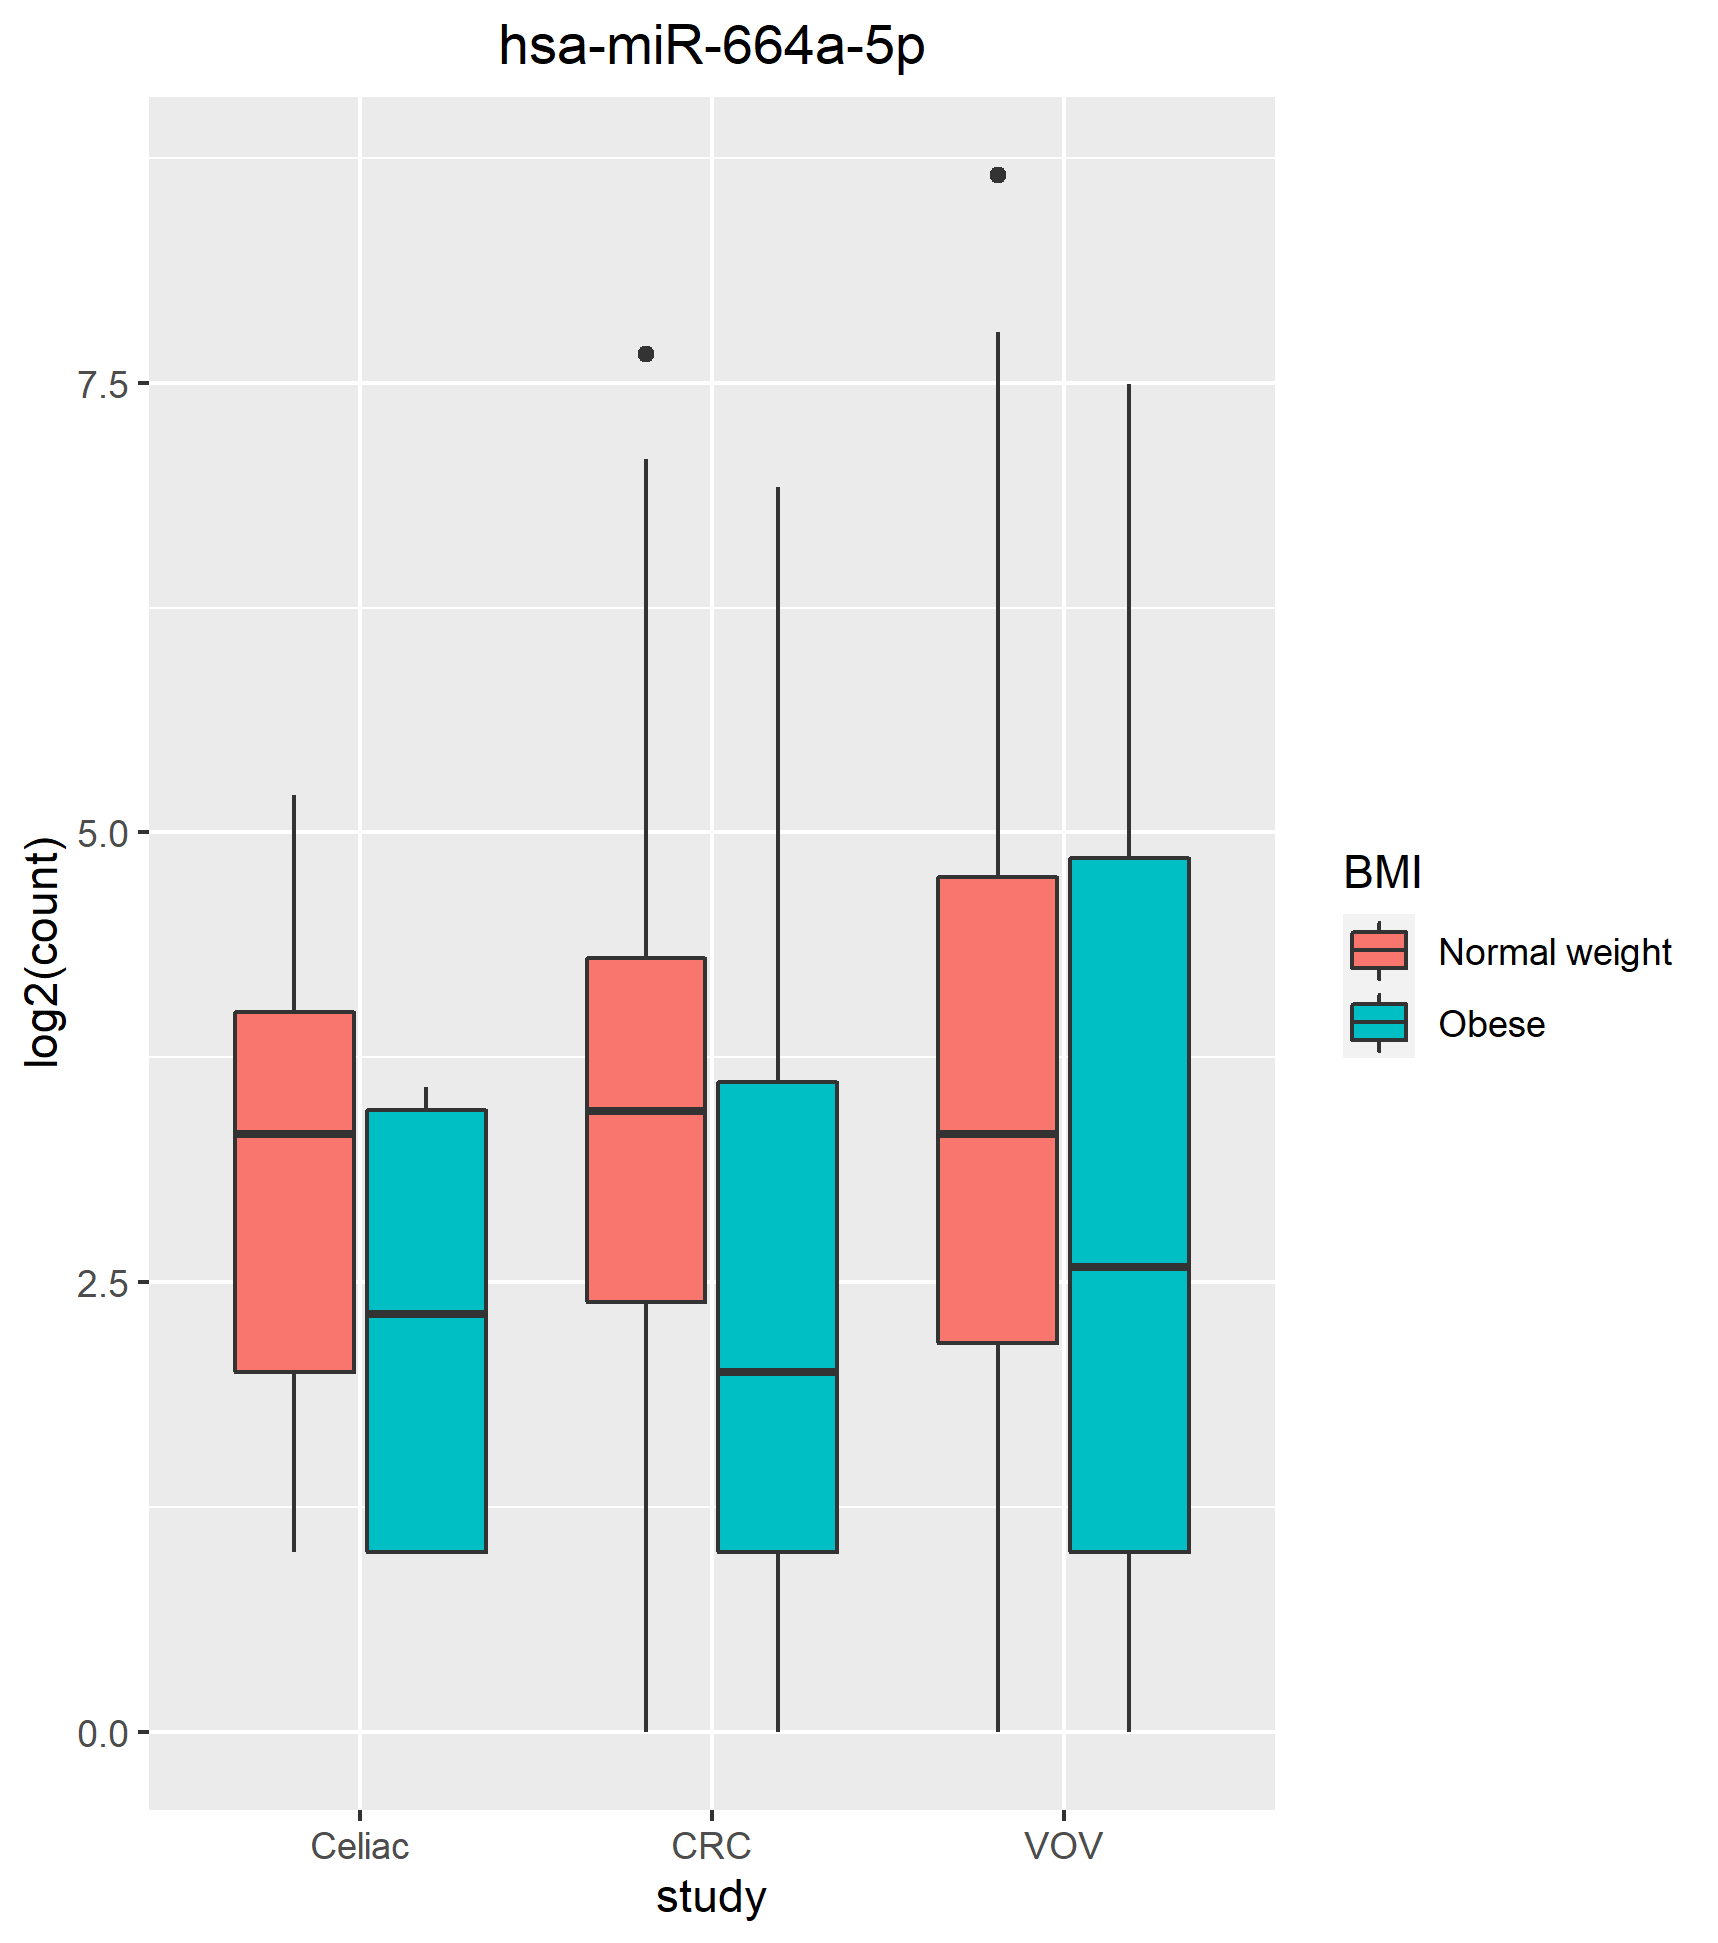 hsa-miR-664a-5p
log2(count)
7.5
5.0
2.5
0.0
Celiac
CRC
VOV
study
BMI
Normal weight
Obese